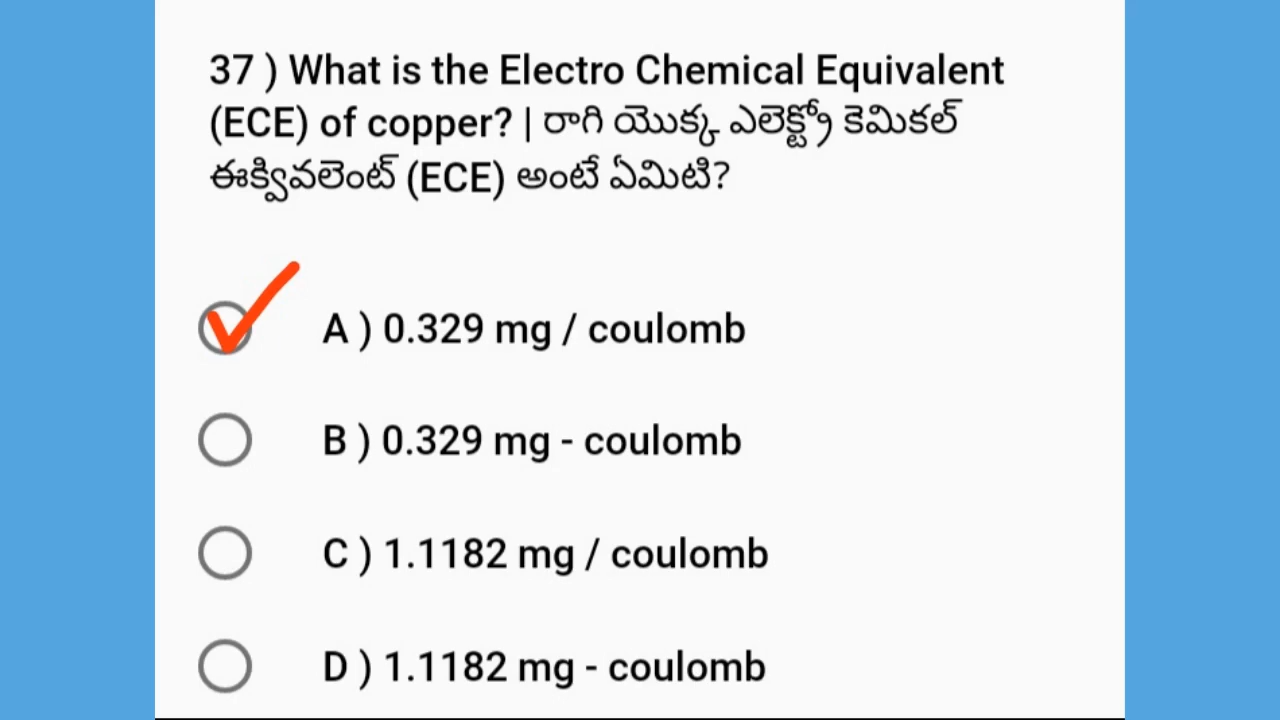 37 ) What is the Electro Chemical Equivalent
(ECE) of copper? | రాగి యొక్క ఎలెక్ట్రో కెమికల్
ఈక్వివలెంట్ (ECE) అంటే ఏమిటి?
A ) 0.329 mg / coulomb
B ) 0.329 mg - coulomb
C ) 1.1182 mg / coulomb
D ) 1.1182 mg - coulomb